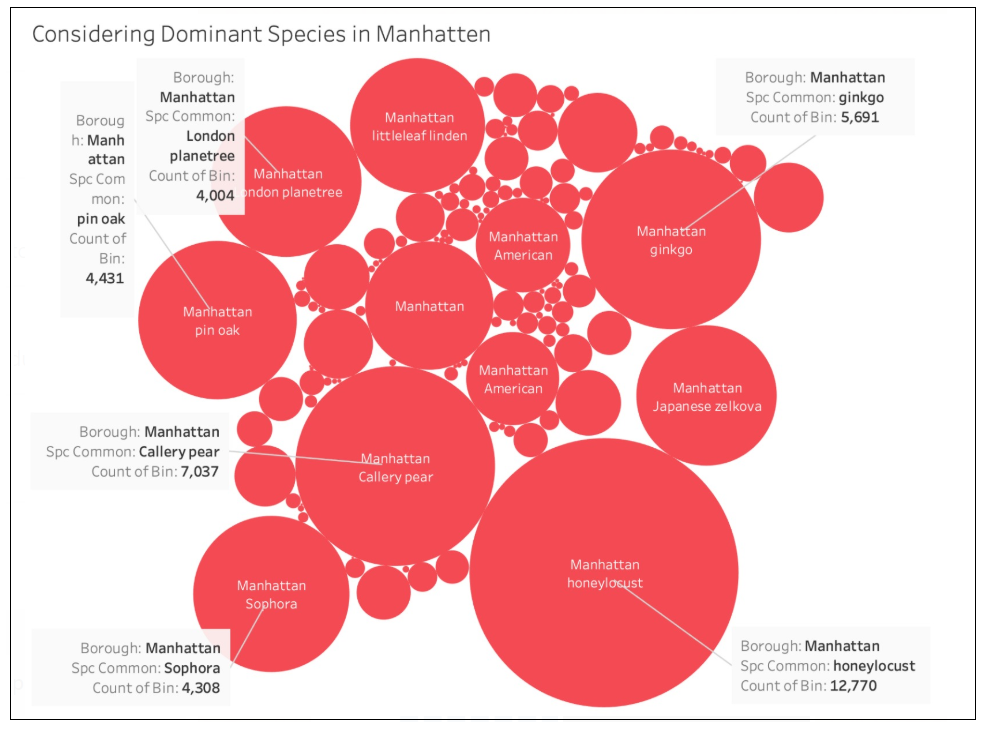 Considering Dominant Species in Manhatten
Borough:
Manhattan
Spc Common:
London
planetree
Count of Bin:
4,004
Boroug
h: Manh
attan
Spc Com
mon:
pin oak
Count of
Bin:
4,431
Borough: Manhattan
Spc Common: ginkgo
Count of Bin: 5,691
Manhattan
littleleaf linden
Manhattan
ondon planetree
Manhattan
American
Manhattan
ginkgo
Manhattan
pin oak
Manhattan
Manhattan
American
Manhattan
Japanese zelkova
Borough: Manhattan
Spc Common: Callery pear
Count of Bin: 7,037
Manhattan
Callery pear
Manhattan
honeylocust
Manhattan
Sophora
Borough: Manhattan
Spc Common: Sophora
Count of Bin: 4,308
Borough: Manhattan
Spc Common: honeylocust
Count of Bin: 12,770